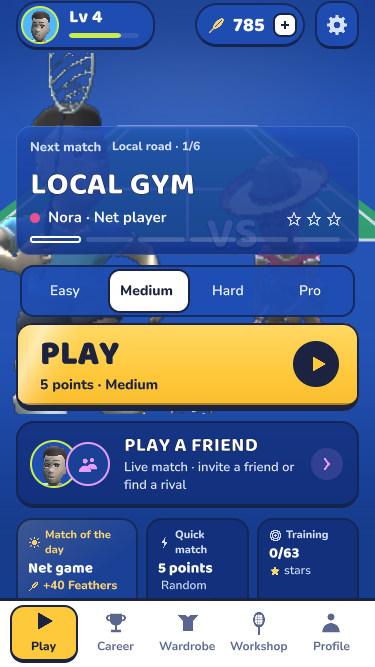 Lv 4
785
Next match Local road · 1/6
LOCAL GYM
Nora · Net player
VS
Easy Medium Hard Pro
PLAY
5 points · Medium
PLAY A FRIEND
Live match · invite a friend or
find a rival
Match of the
day
Net game
+40 Feathers
Quick
match
5 points
Random
Training
0/63
stars
Play Career Wardrobe Workshop Profile